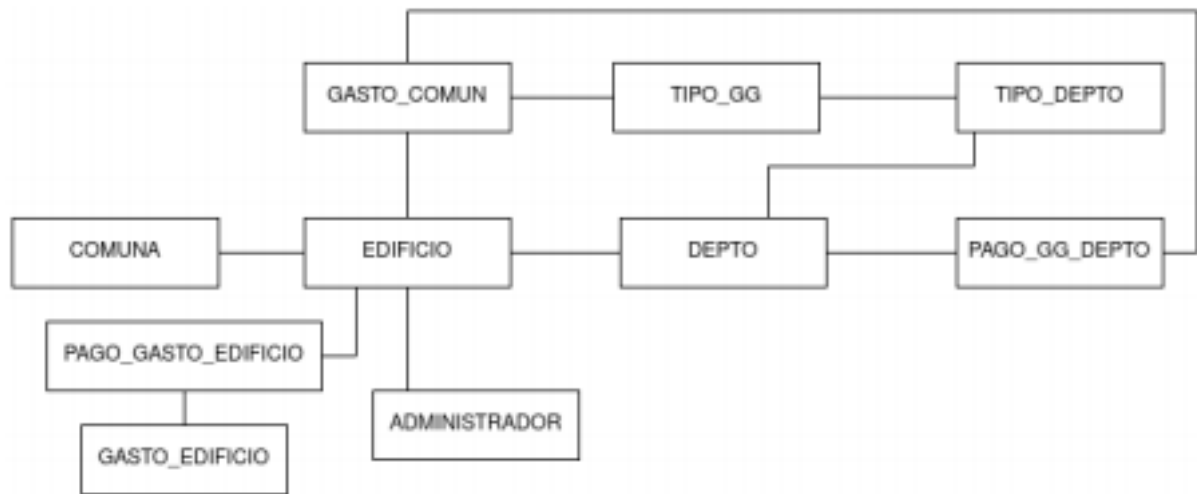 GASTO_COMUN
TIPO_GG
TIPO_DEPTO
COMUNA
EDIFICIO
DEPTO
PAGO_GG_DEPTO
PAGO_GASTO_EDIFICIO
ADMINISTRADOR
GASTO_EDIFICIO